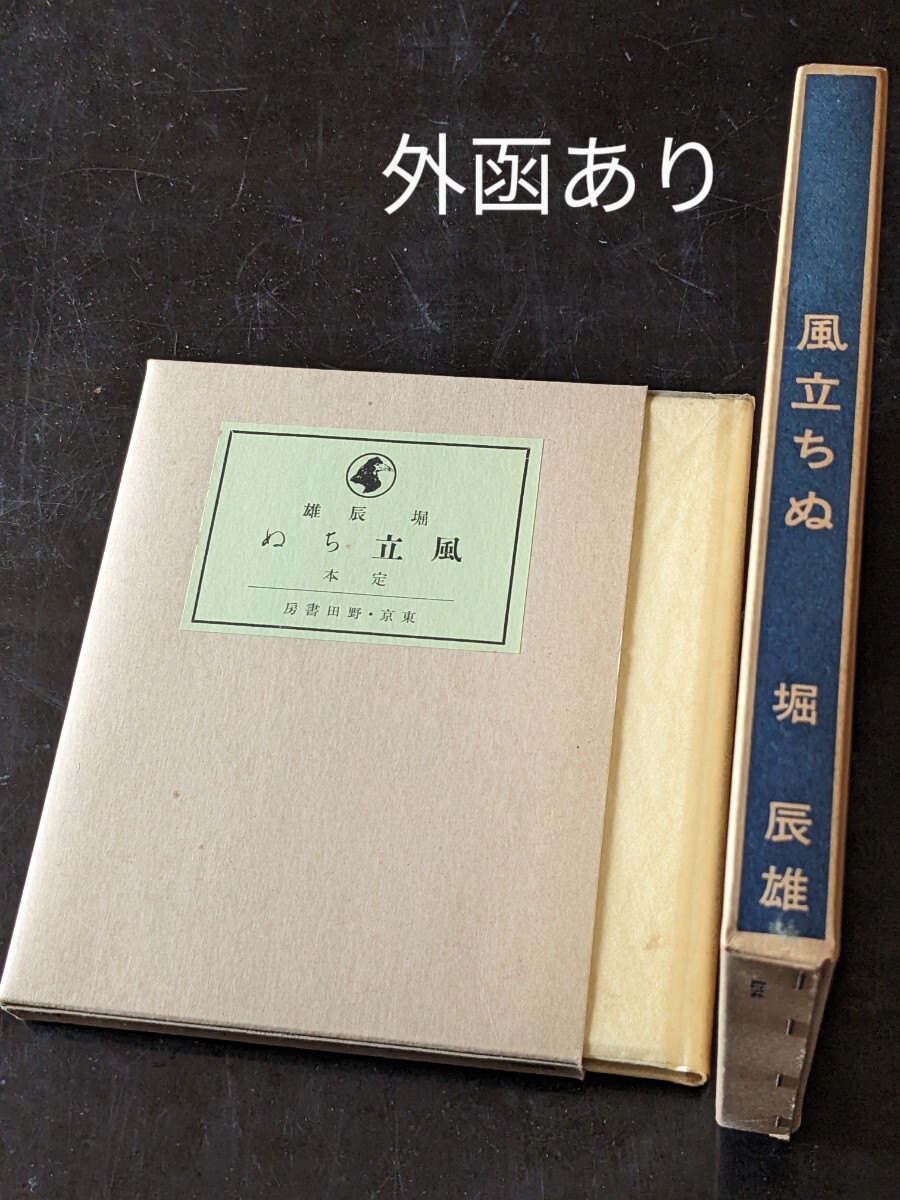 外函あり
堀辰雄
風立ちぬ
定本
東京・野田書房
風立ちぬ 堀辰雄